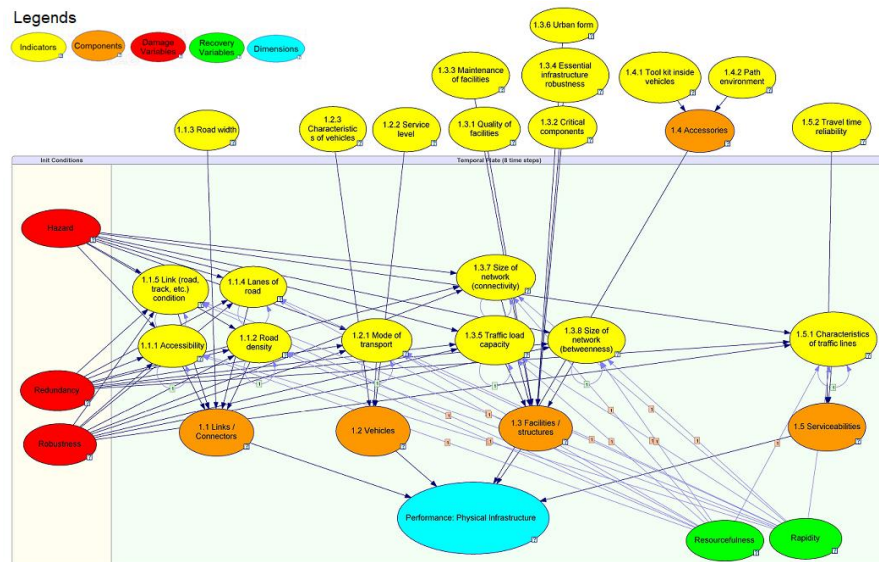 Legends
Indicators
Components
Damage
Variables
Recovery
Variables
Dimensions
1.3.6 Urban form
1.3.3 Maintenance
of facilities
1.3.4 Essential
infrastructure
robustness
1.4.1 Tool kit inside
vehicles
1.4.2 Path
environment
1.1.3 Road width
1.2.3
Characteristic
s of vehicles
1.2.2 Service
level
1.3.1 Quality of
facilities
1.3.2 Critical
components
1.4 Accessories
1.5.2 Travel time
reliability
Init Conditions
Temporal Plate (8 time steps)
Hazard
1.1.5 Link (road,
track, etc.)
condition
1.1.4 Lanes of
road
1.3.7 Size of
network
(connectivity)
1.1.1 Accessibility
1.1.2 Road
density
1.2.1 Mode of
transport
1.3.5 Traffic load
capacity
1.3.8 Size of
network
(betweenness)
1.5.1 Characteristics
of traffic lines
Redundancy
Robustness
1.1 Links /
Connectors
1.2 Vehicles
1.3 Facilities /
structures
1.5 Serviceabilities
Performance: Physical Infrastructure
Resourcefulness
Rapidity